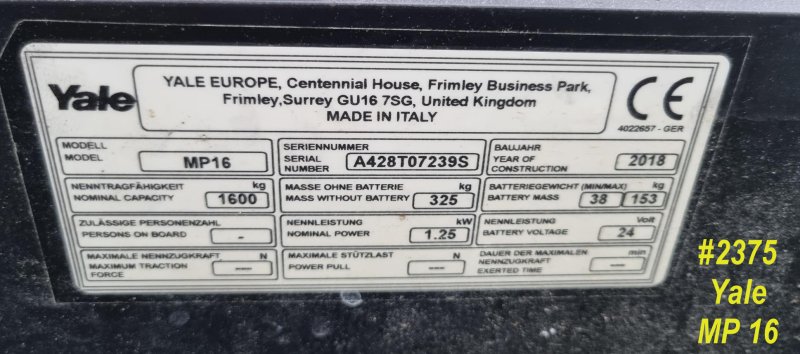 Yale
YALE EUROPE, Centennial House, Frimley Business Park,
Frimley,Surrey GU16 7SG, United Kingdom
MADE IN ITALY
CE
4022657 - GER
MODELL
MODEL
MP16
SERIENNUMMER
SERIAL
NUMBER
A428T07239S
BAUJAHR
YEAR OF
CONSTRUCTION
2018
NENNTRAGFÄHIGKEIT kg
NOMINAL CAPACITY
1600
MASSE OHNE BATTERIE kg
MASS WITHOUT BATTERY
325
BATTERIEGEWICHT (MIN/MAX) kg
BATTERY MASS
38 153
ZULÄSSIGE PERSONENZAHL
PERSONS ON BOARD
-
NENNLEISTUNG kW
NOMINAL POWER
1.25
NENNLEISTUNG Volt
BATTERY VOLTAGE
24
MAXIMALE NENNZUGKRAFT N
MAXIMUM TRACTION
FORCE
---
MAXIMALE STÜTZLAST N
POWER PULL
---
DAUER DER MAXIMALEN min
NENNZUGKRAFT
EXERTED TIME
---
#2375
Yale
MP 16